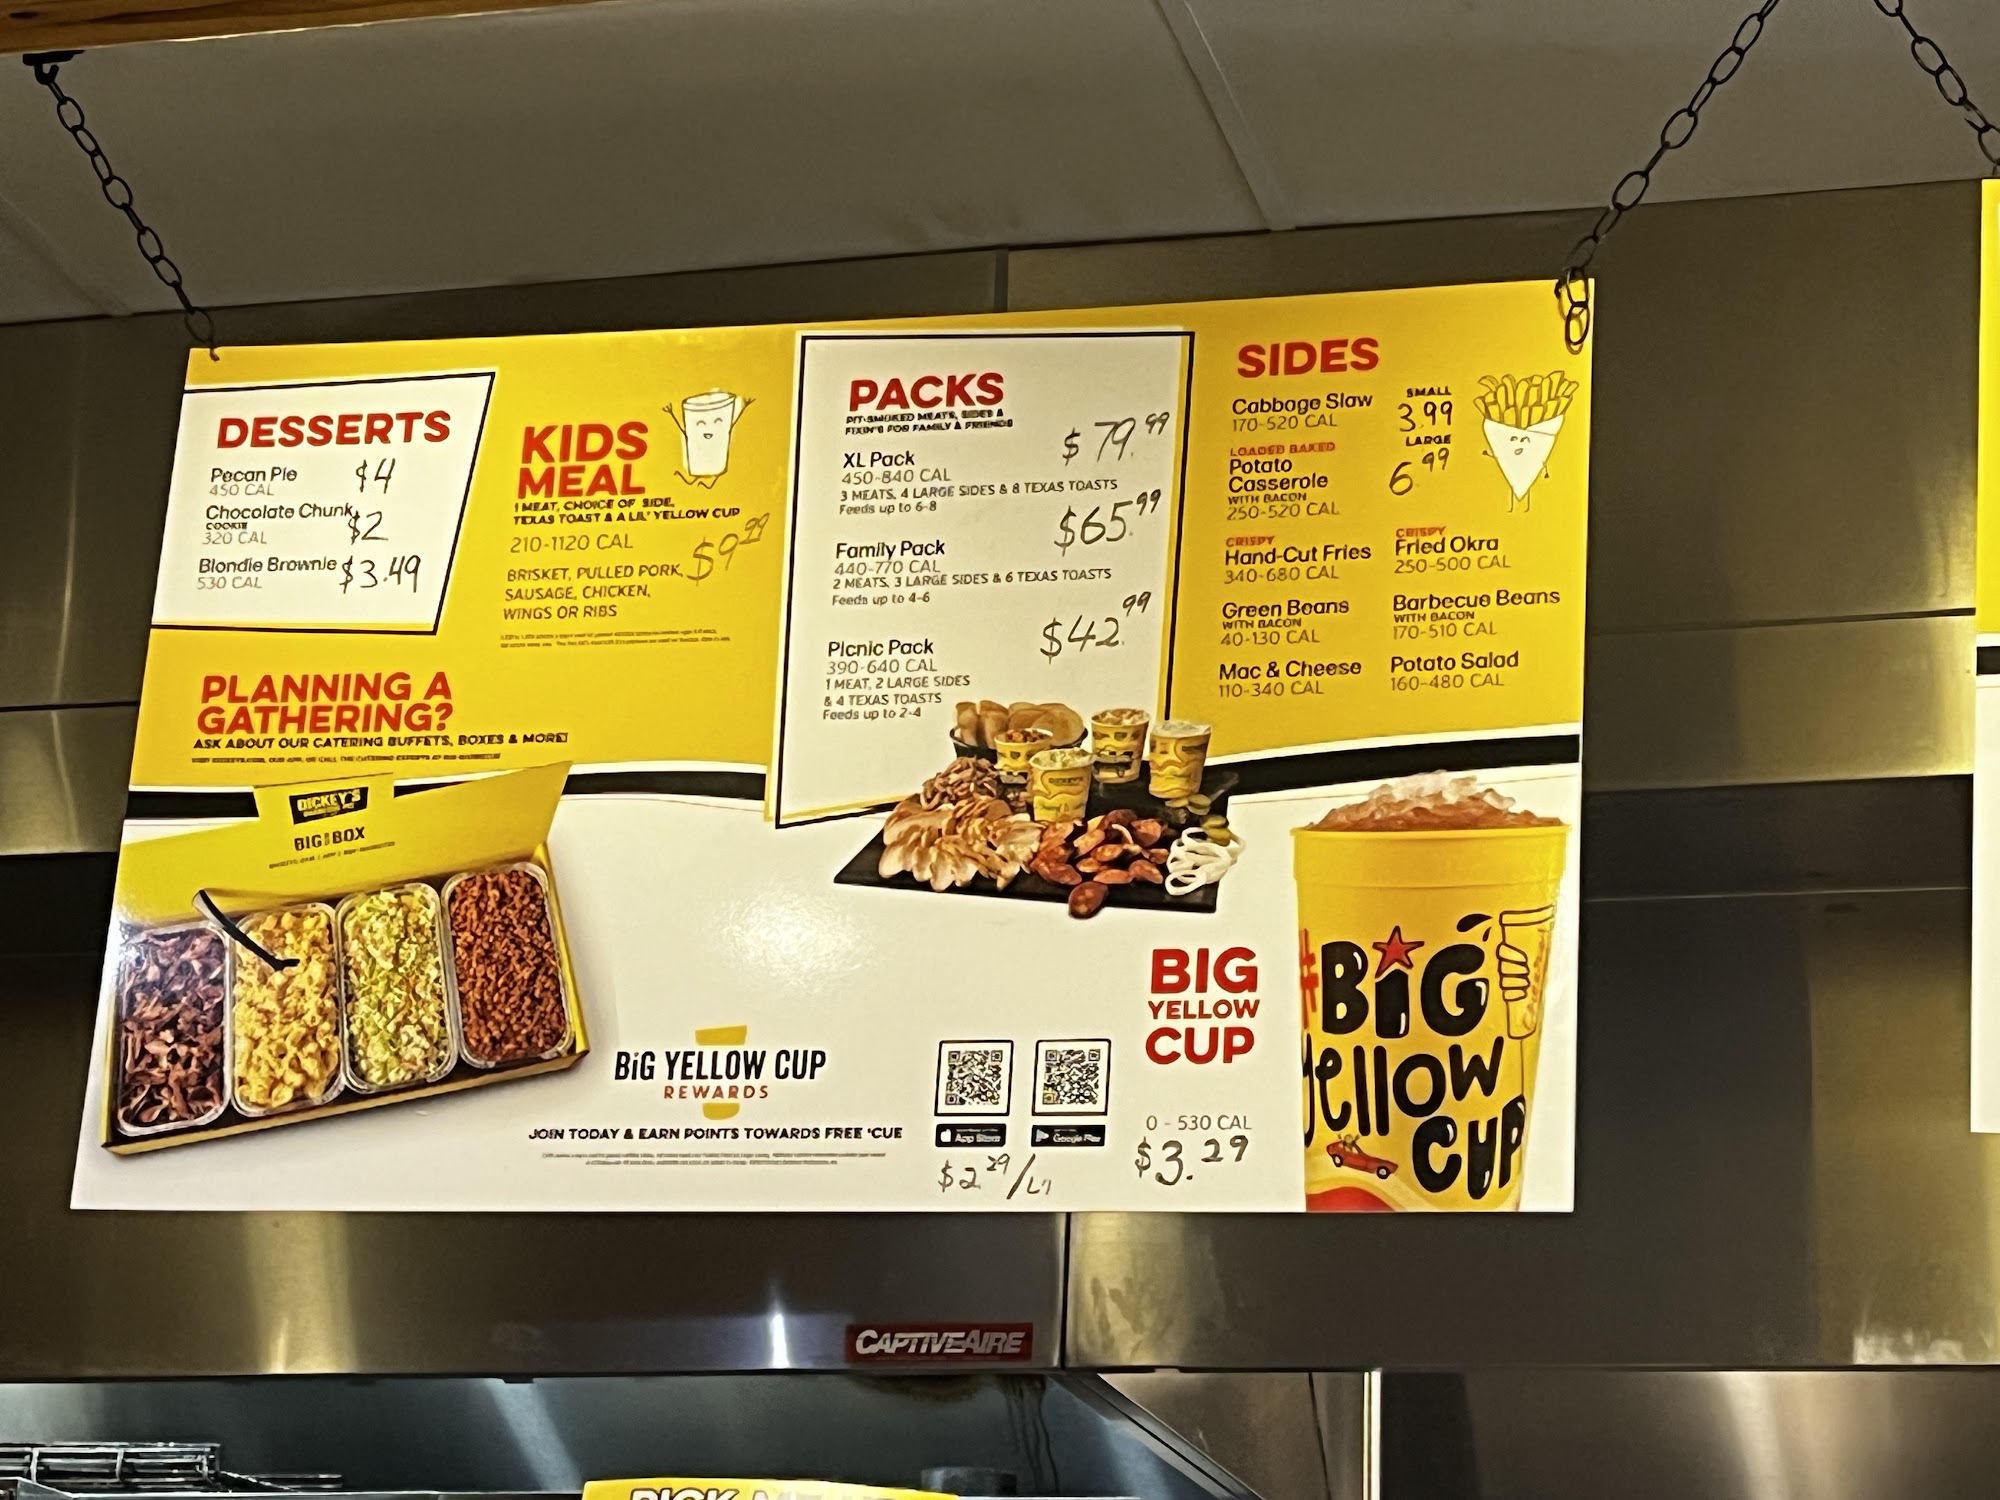 DESSERTS
Pecan Pie $4
450 CAL
Chocolate Chunk
COOKIE $2
320 CAL
Blondie Brownie $3.49
530 CAL
KIDS
MEAL
1 MEAT, CHOICE OF SIDE,
TEXAS TOAST & A LIL' YELLOW CUP
210-1120 CAL $9.29
BRISKET, PULLED PORK,
SAUSAGE, CHICKEN,
WINGS OR RIBS
PLANNING A
GATHERING?
ASK ABOUT OUR CATERING BUFFETS, BOXES & MORE!
DICKEY'S
BIG BOX
PACKS
PIT-SMOKED MEATS, SIDES &
FIXIN'S FOR FAMILY & FRIENDS
$79.99
XL Pack
450-840 CAL
3 MEATS, 4 LARGE SIDES & 8 TEXAS TOASTS
Feeds up to 6-8
$65.99
Family Pack
440-770 CAL
2 MEATS, 3 LARGE SIDES & 6 TEXAS TOASTS
Feeds up to 4-6
$42.99
Picnic Pack
390-640 CAL
1 MEAT, 2 LARGE SIDES
& 4 TEXAS TOASTS
Feeds up to 2-4
SIDES
Cabbage Slaw
170-520 CAL
SMALL
3.99
LARGE
6.99
LOADED BAKED
Potato
Casserole
WITH BACON
250-520 CAL
CRISPY
Hand-Cut Fries
340-680 CAL
CRISPY
Fried Okra
250-500 CAL
Green Beans
WITH BACON
40-130 CAL
Barbecue Beans
WITH BACON
170-510 CAL
Mac & Cheese
110-340 CAL
Potato Salad
160-480 CAL
BIG YELLOW CUP
REWARDS
JOIN TODAY & EARN POINTS TOWARDS FREE 'CUE
App Store
Google Play
$2.29/L'l
BIG
YELLOW
CUP
0 - 530 CAL
$3.29
#BIG
Yellow
CUP
CAPTIVEAIRE